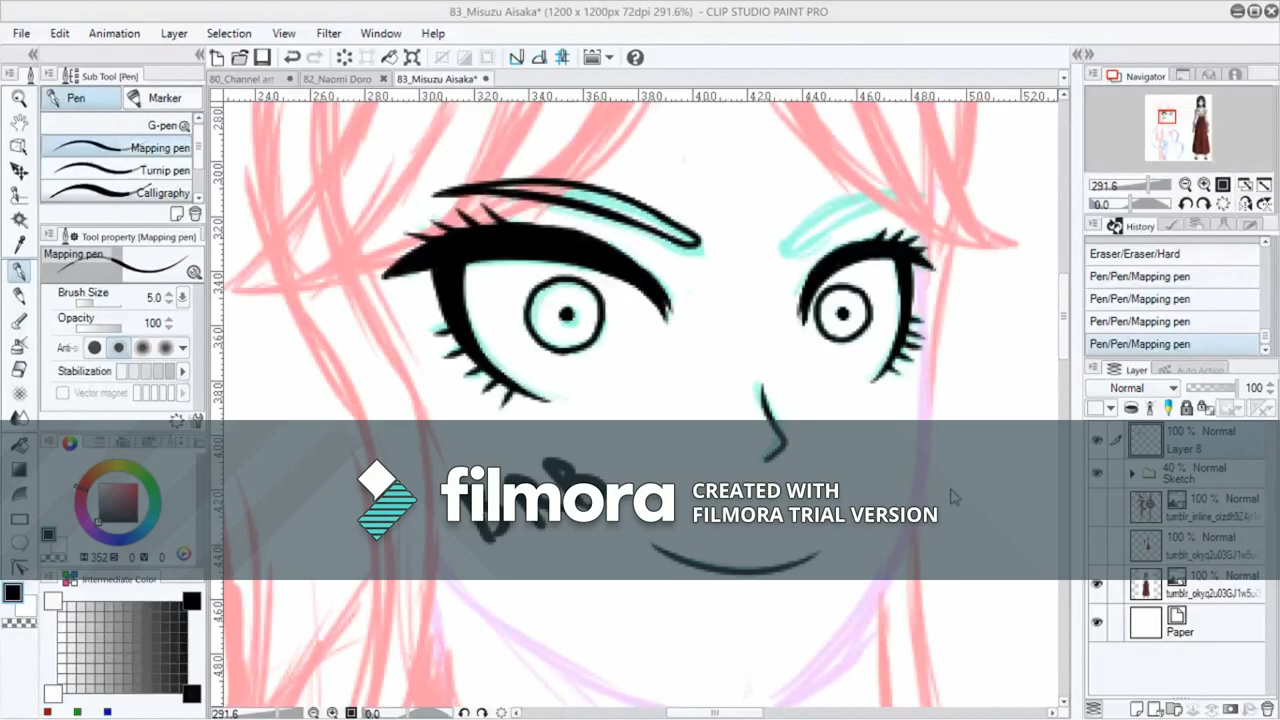 83_Misuzu Aisaka* (1200 x 1200px 72dpi 291.6%) - CLIP STUDIO PAINT PRO
File Edit Animation Layer Selection View Filter Window Help
Sub Tool [Pen]
80_Channel art 82_Naomi Doro 83_Misuzu Aisaka*
Navigator
Pen Marker
240 260 280 300 320 340 360 380 400 420 440 460 480 500 520
G-pen
Mapping pen
Turnip pen
Calligraphy
291.6
0.0
History
Tool property [Mapping pen]
Mapping pen
Eraser/Eraser/Hard
Pen/Pen/Mapping pen
Pen/Pen/Mapping pen
Pen/Pen/Mapping pen
Pen/Pen/Mapping pen
Brush Size 5.0
Opacity 100
Anti-
Stabilization
Vector magnet
Layer Auto Action
Normal 100
100 % Normal
Layer 8
40 % Normal
Sketch
100 % Normal
100 % Normal
100 % Normal
Paper
filmora CREATED WITH
FILMORA TRIAL VERSION
H 352 S 0 V 0
Intermediate Color
291.6 0.0